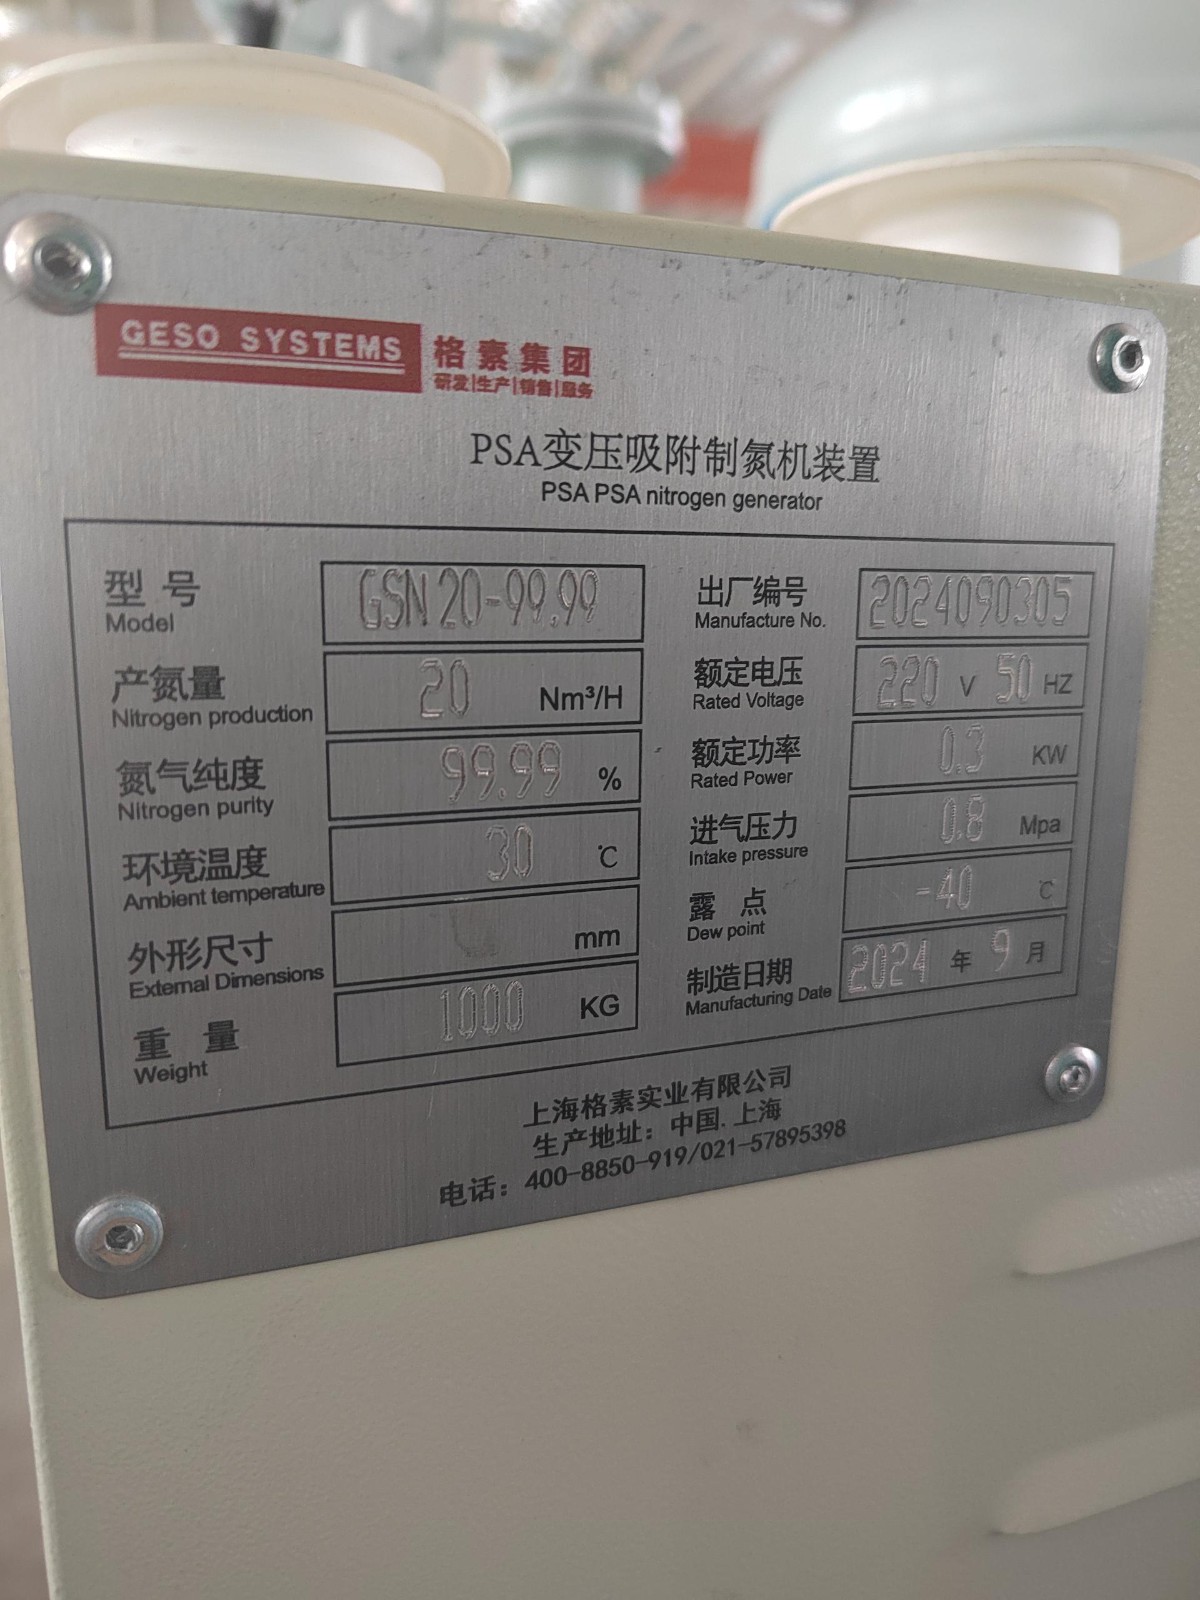 GESO SYSTEMS 格素集团
研发|生产|销售|服务
PSA变压吸附制氮机装置
PSA PSA nitrogen generator
型号 GSN20-99.99
Model
产氮量 20 Nm³/H
Nitrogen production
氮气纯度 99.99 %
Nitrogen purity
环境温度 30 ℃
Ambient temperature
外形尺寸 mm
External Dimensions
重量 1000 KG
Weight
出厂编号 2024090305
Manufacture No.
额定电压 220 V 50 HZ
Rated Voltage
额定功率 0.3 KW
Rated Power
进气压力 0.8 Mpa
Intake pressure
露点 -40 ℃
Dew point
制造日期 2024 年 9 月
Manufacturing Date
上海格素实业有限公司
生产地址：中国.上海
电话：400-8850-919/021-57895398